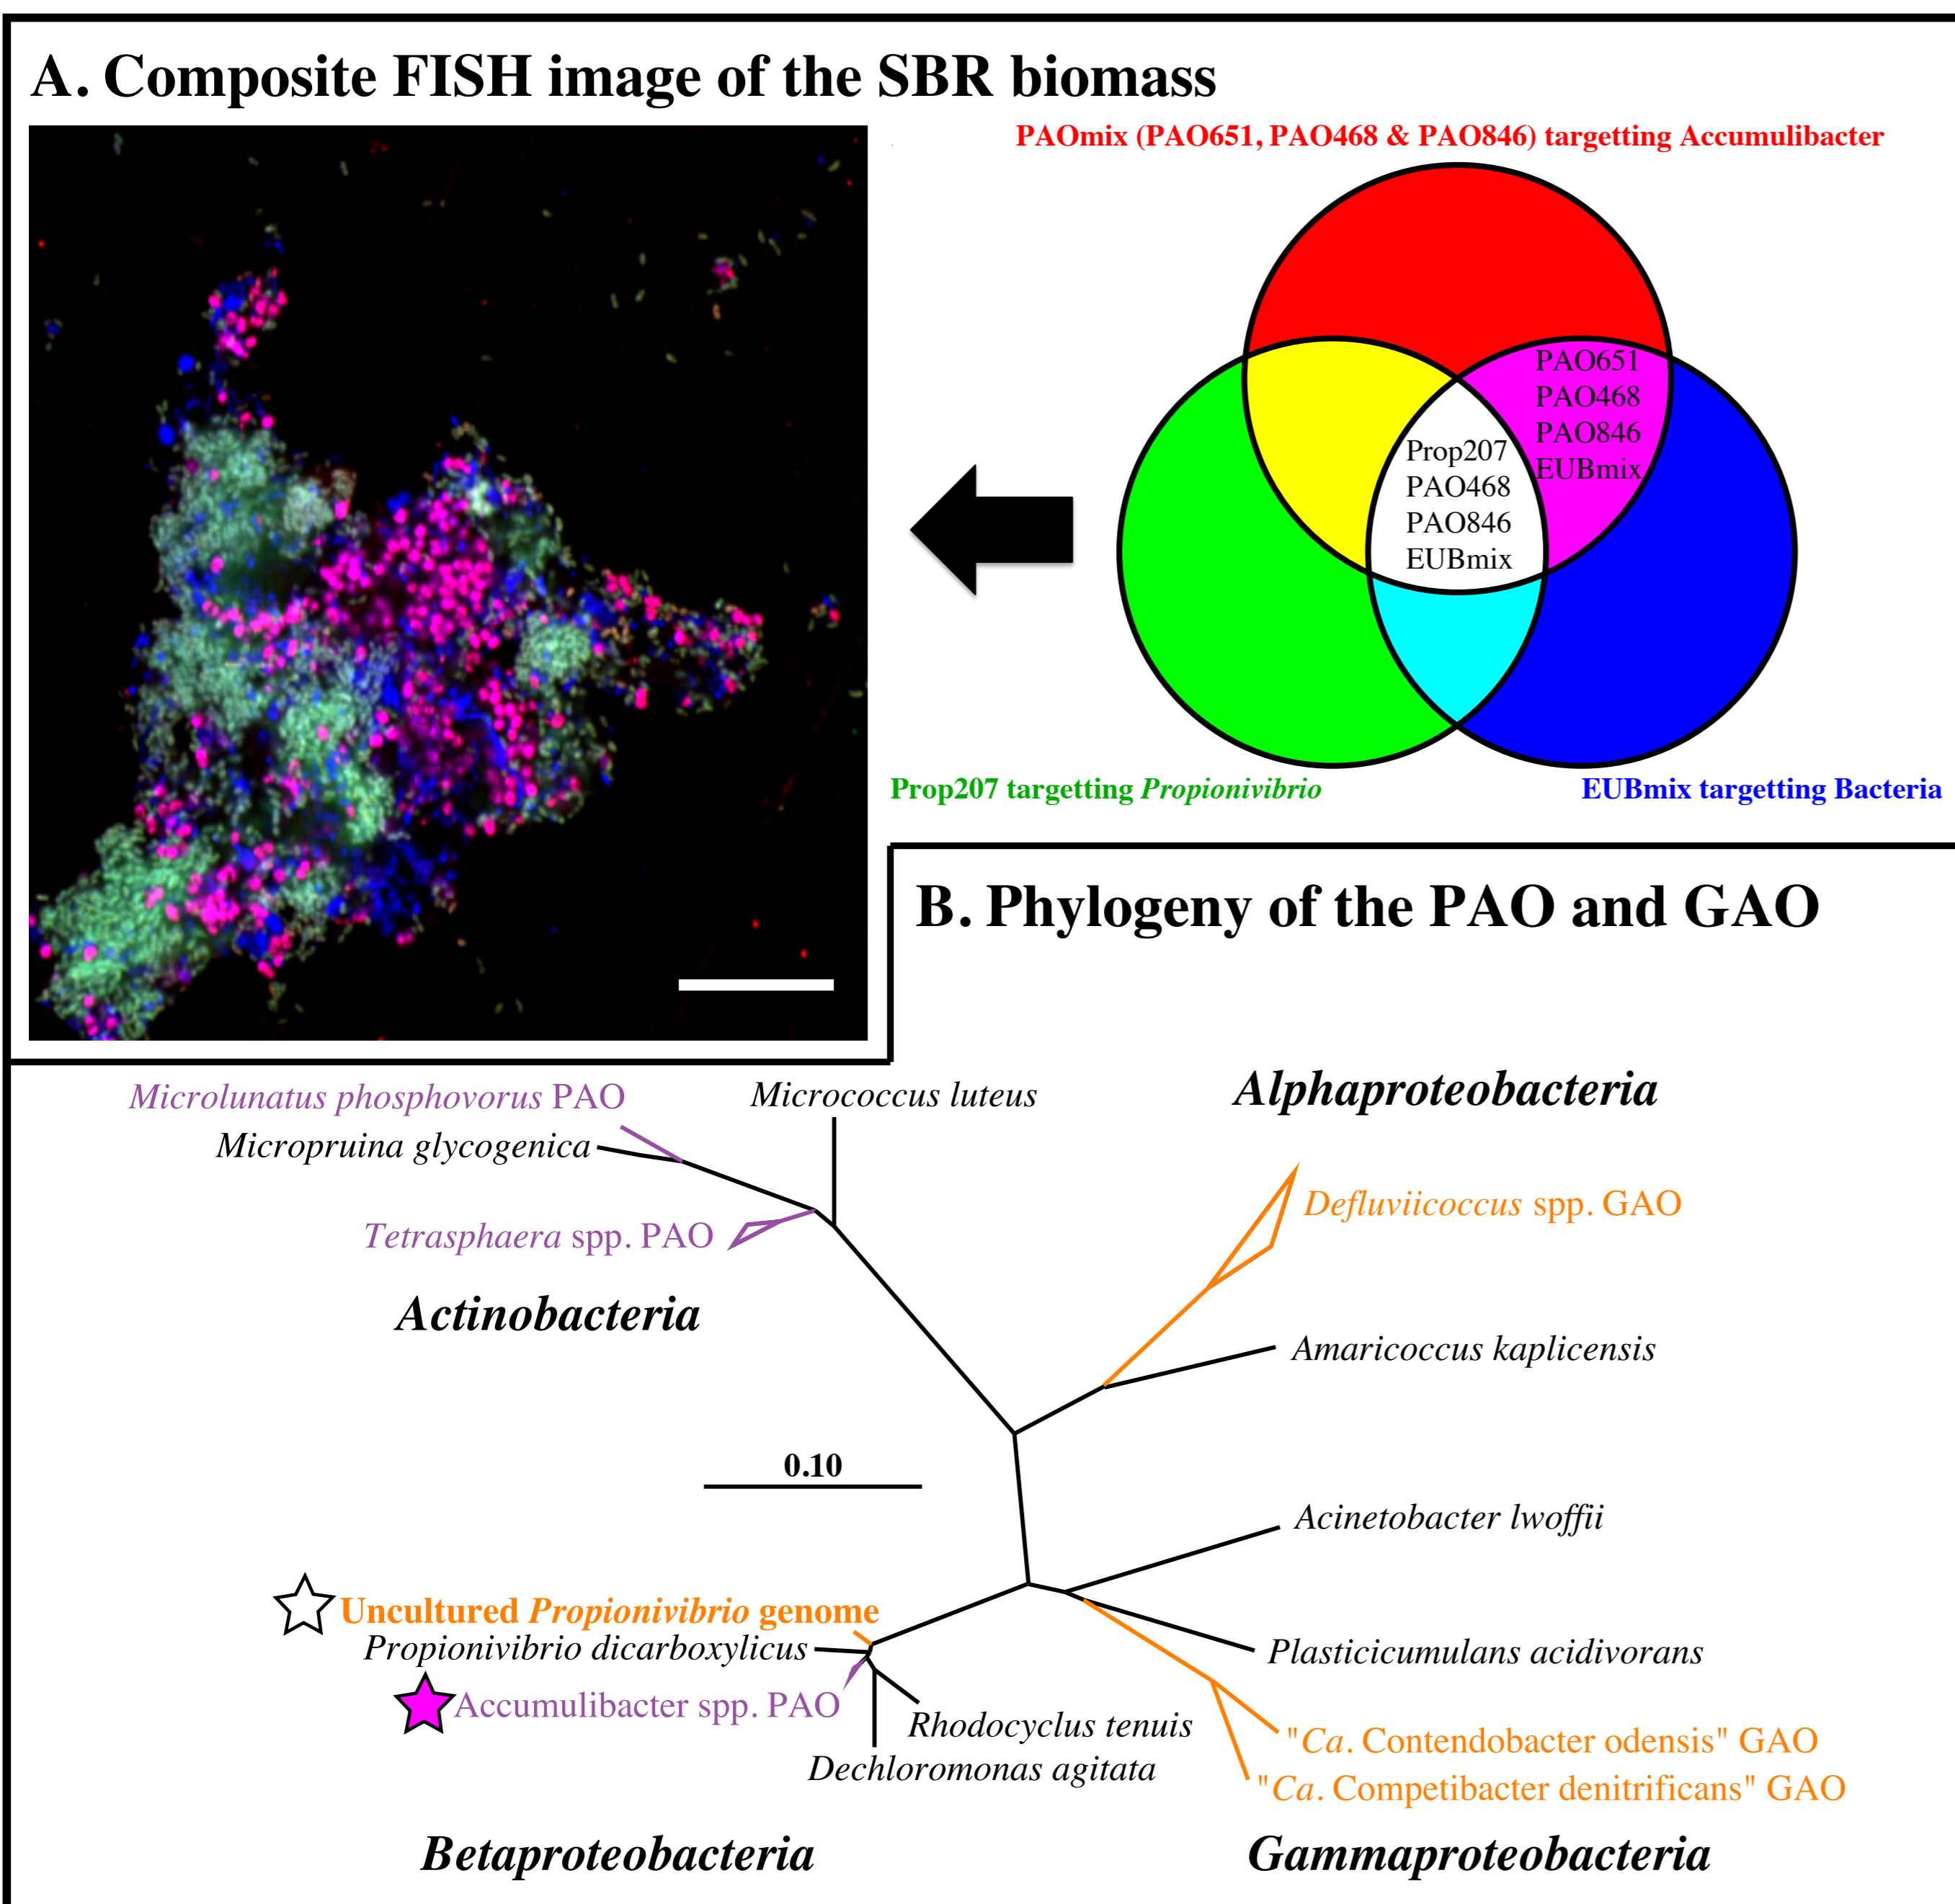 A. Composite FISH image of the SBR biomass
PAOmix (PAO651, PAO468 & PAO846) targetting Accumulibacter
PAO651
PAO468
PAO846
EUBmix
Prop207
PAO468
PAO846
EUBmix
Prop207 targetting Propionivibrio
EUBmix targetting Bacteria
B. Phylogeny of the PAO and GAO
Microlunatus phosphovorus PAO
Micrococcus luteus
Alphaproteobacteria
Micropruina glycogenica
Defluviicoccus spp. GAO
Tetrasphaera spp. PAO
Actinobacteria
Amaricoccus kaplicensis
0.10
Acinetobacter lwoffii
Uncultured Propionivibrio genome
Propionivibrio dicarboxylicus
Plasticicumulans acidivorans
Accumulibacter spp. PAO
Rhodocyclus tenuis
"Ca. Contendobacter odensis" GAO
Dechloromonas agitata
"Ca. Competibacter denitrificans" GAO
Betaproteobacteria
Gammaproteobacteria